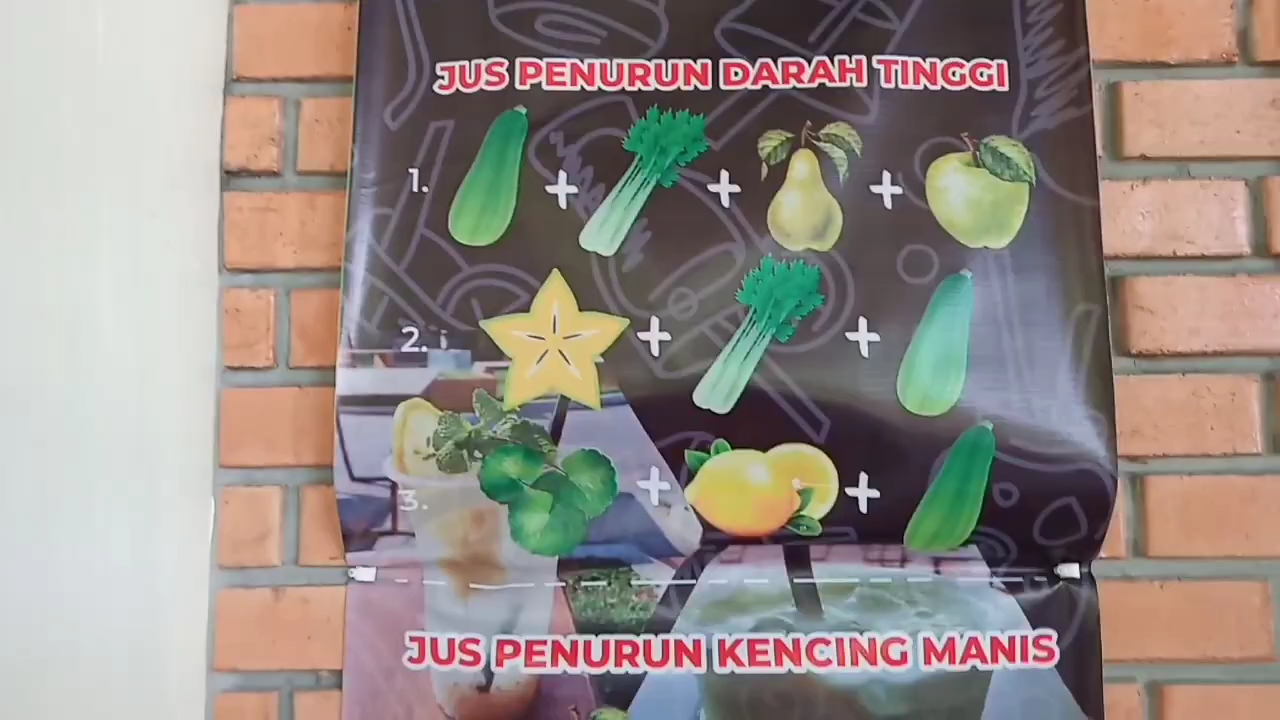 JUS PENURUN DARAH TINGGI
1. + + +
2. + +
3. + +
JUS PENURUN KENCING MANIS